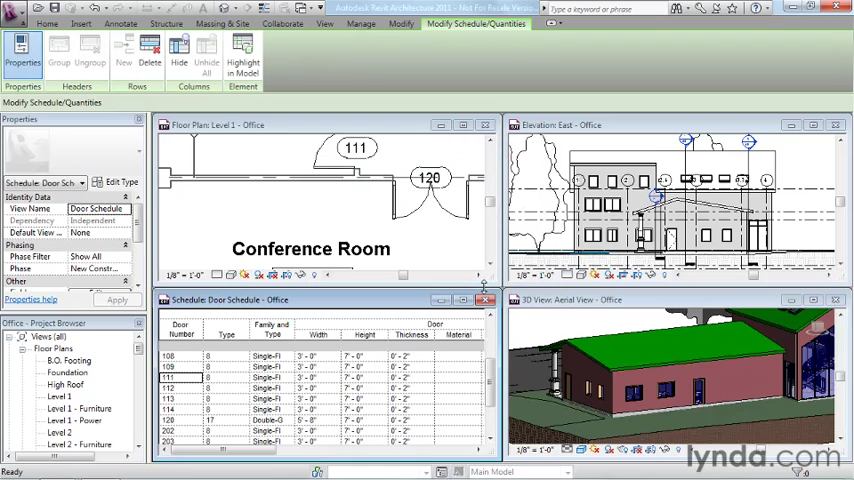 Autodesk Revit Architecture 2011 - Not For Resale Versio...
Type a keyword or phrase
Home Insert Annotate Structure Massing & Site Collaborate View Manage Modify Modify Schedule/Quantities
Properties Group Ungroup New Delete Hide Unhide All Highlight in Model
Properties Headers Rows Columns Element
Modify Schedule/Quantities
Properties
Schedule: Door Sch Edit Type
Identity Data
View Name Door Schedule
Dependency Independent
Default View ... None
Phasing
Phase Filter Show All
Phase New Constr...
Other
Properties help Apply
Office - Project Browser
Views (all)
Floor Plans
B.O. Footing
Foundation
High Roof
Level 1
Level 1 - Furniture
Level 1 - Power
Level 2
Level 2 - Furniture
Floor Plan: Level 1 - Office
111
120
Conference Room
1/8" = 1'-0"
Elevation: East - Office
1/8" = 1'-0"
Schedule: Door Schedule - Office
Door
Door Number Type Family and Type Width Height Thickness Material
108 8 Single-Fl 3' - 0" 7' - 0" 0' - 2"
109 8 Single-Fl 3' - 0" 7' - 0" 0' - 2"
111 8 Single-Fl 3' - 0" 7' - 0" 0' - 2"
112 8 Single-Fl 3' - 0" 7' - 0" 0' - 2"
113 8 Single-Fl 3' - 0" 7' - 0" 0' - 2"
114 8 Single-Fl 3' - 0" 7' - 0" 0' - 2"
120 17 Double-G 5' - 8" 7' - 0" 0' - 2"
202 8 Single-Fl 3' - 0" 7' - 0" 0' - 2"
203 8 Single-Fl 3' - 0" 7' - 0" 0' - 2"
3D View: Aerial View - Office
1/8" = 1'-0"
Ready
Main Model
:0
lynda.com